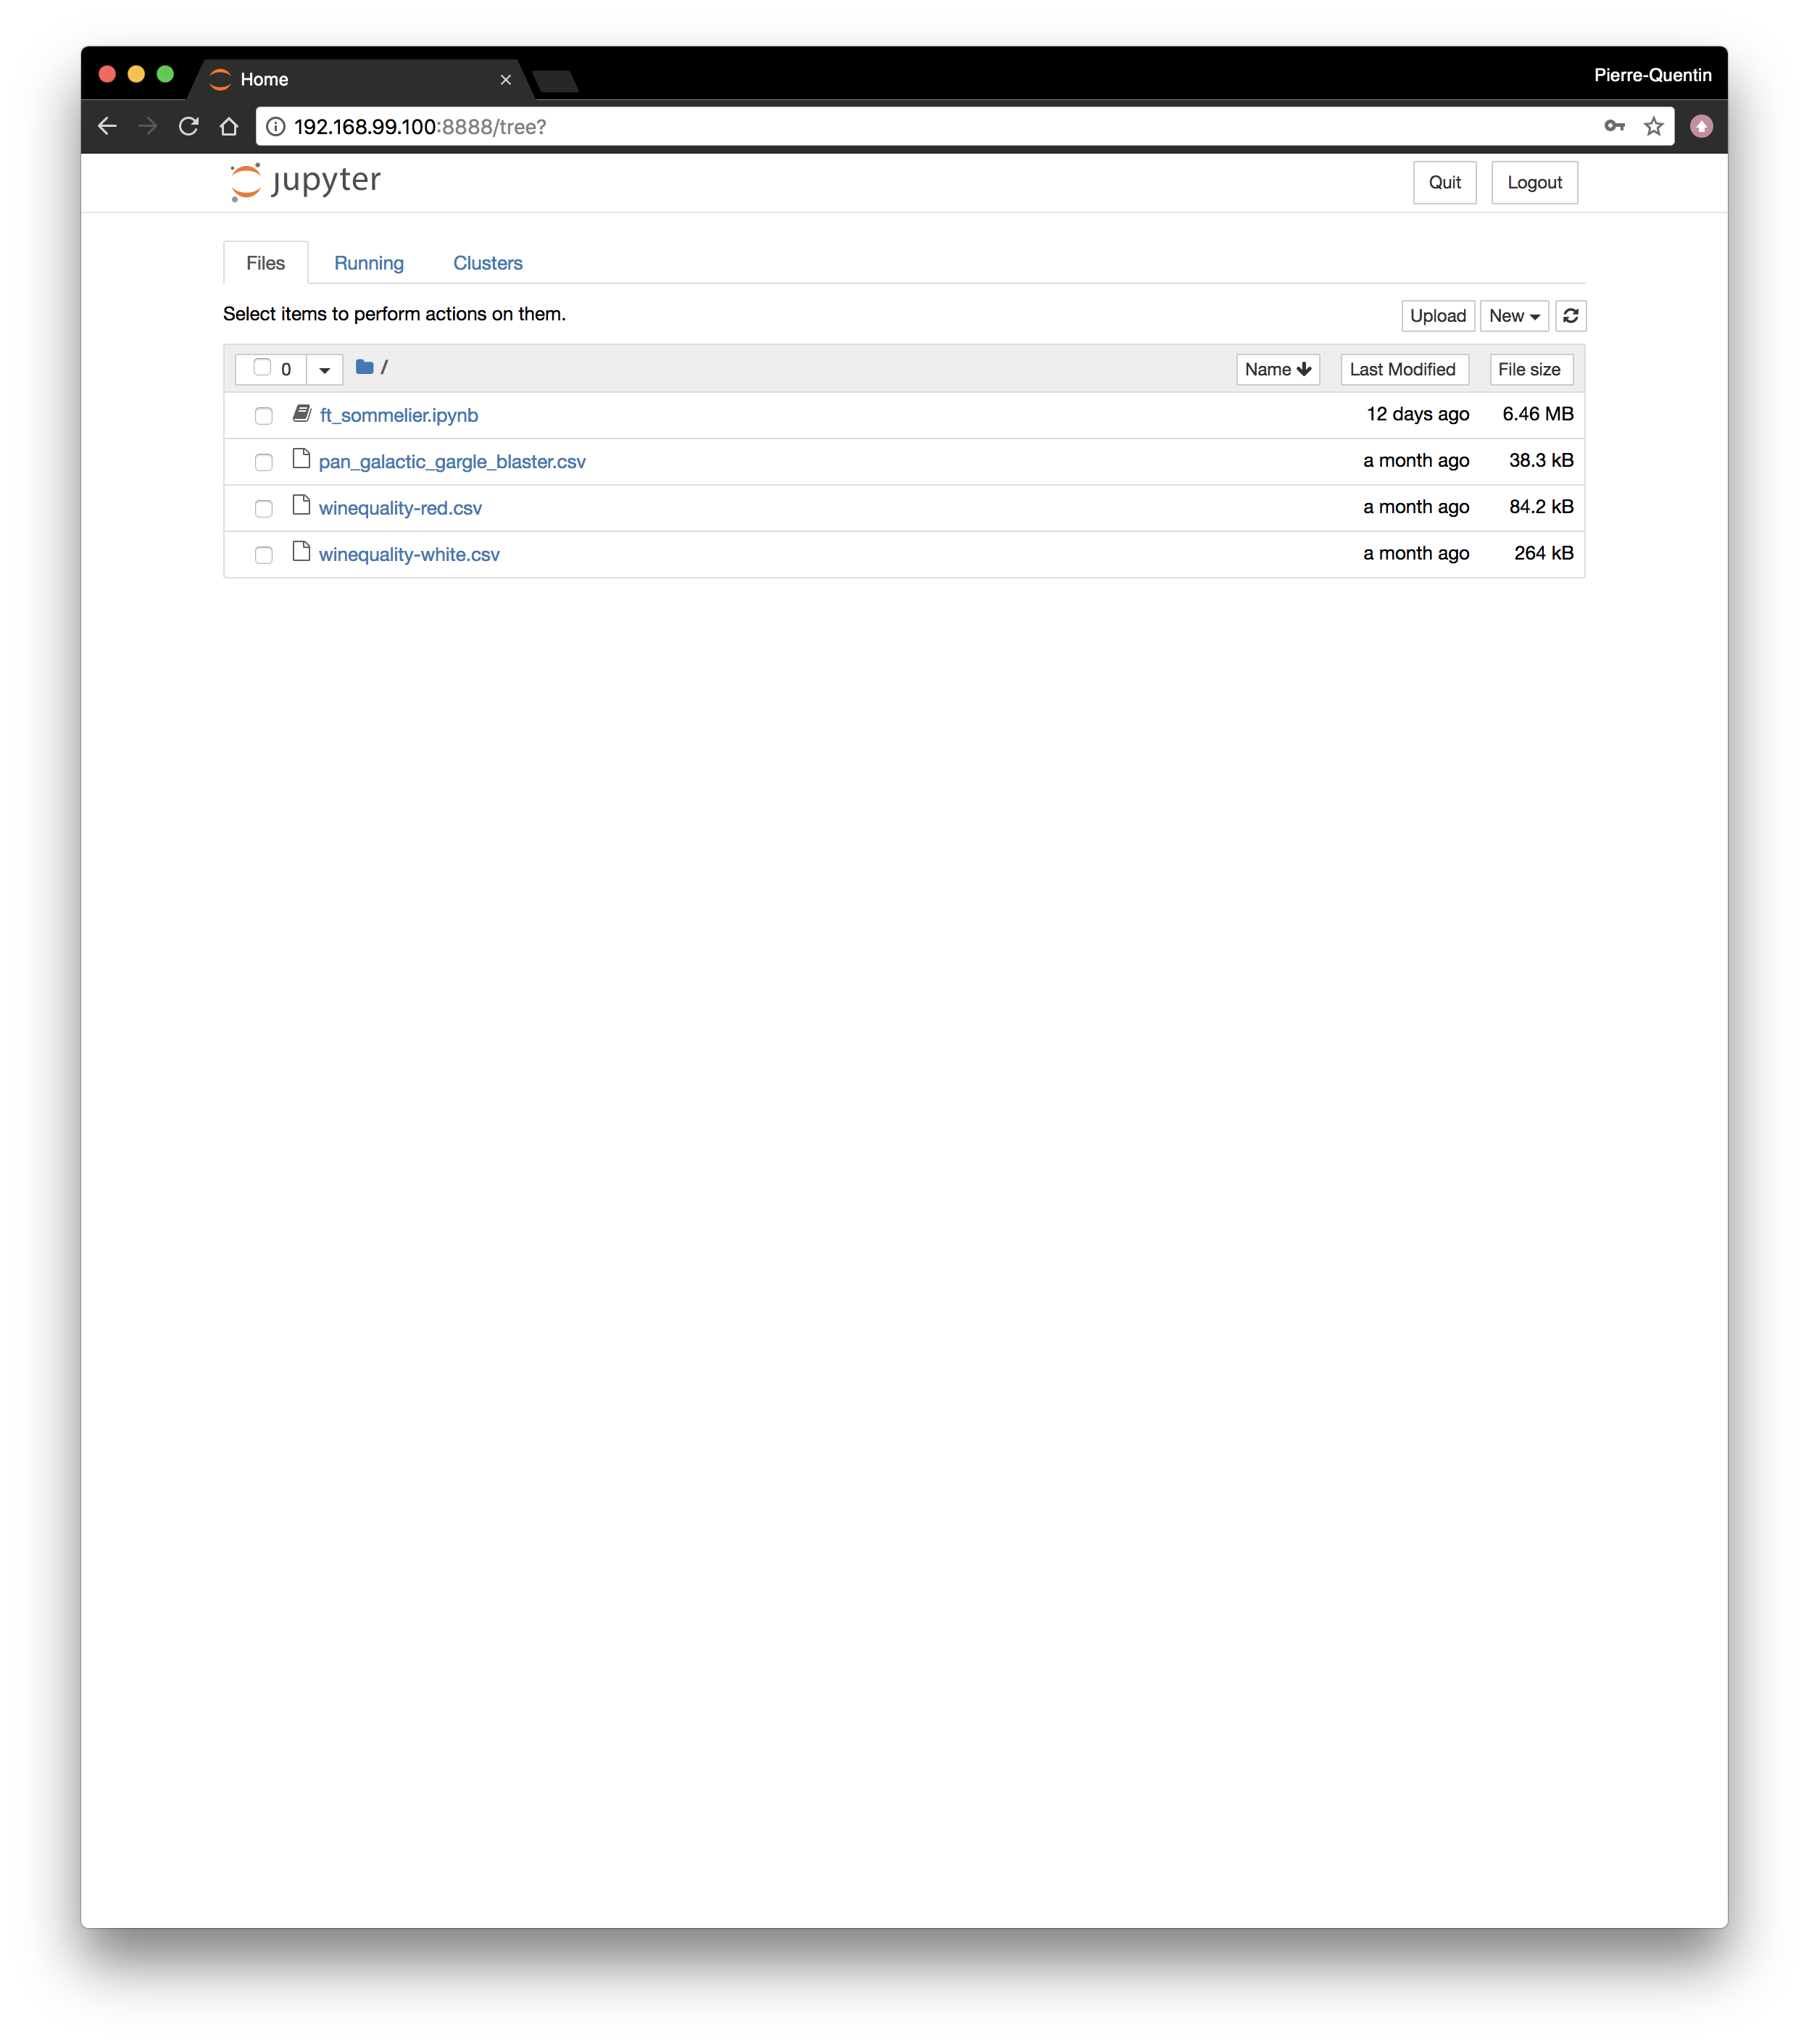 Home
Pierre-Quentin
192.168.99.100:8888/tree?
jupyter
Quit Logout
Files Running Clusters
Select items to perform actions on them.
Upload New
0 / Name Last Modified File size
ft_sommelier.ipynb 12 days ago 6.46 MB
pan_galactic_gargle_blaster.csv a month ago 38.3 kB
winequality-red.csv a month ago 84.2 kB
winequality-white.csv a month ago 264 kB